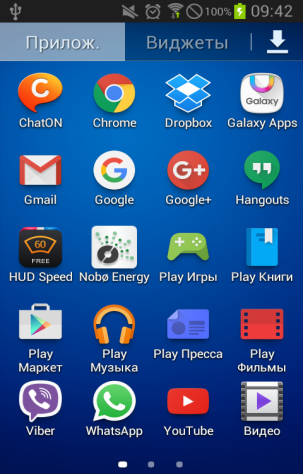 100% 09:42
Прилож. Виджеты
ChatON Chrome Dropbox Galaxy Apps
Gmail Google Google+ Hangouts
HUD Speed Nobø Energy Play Игры Play Книги
Play Маркет Play Музыка Play Пресса Play Фильмы
Viber WhatsApp YouTube Видео